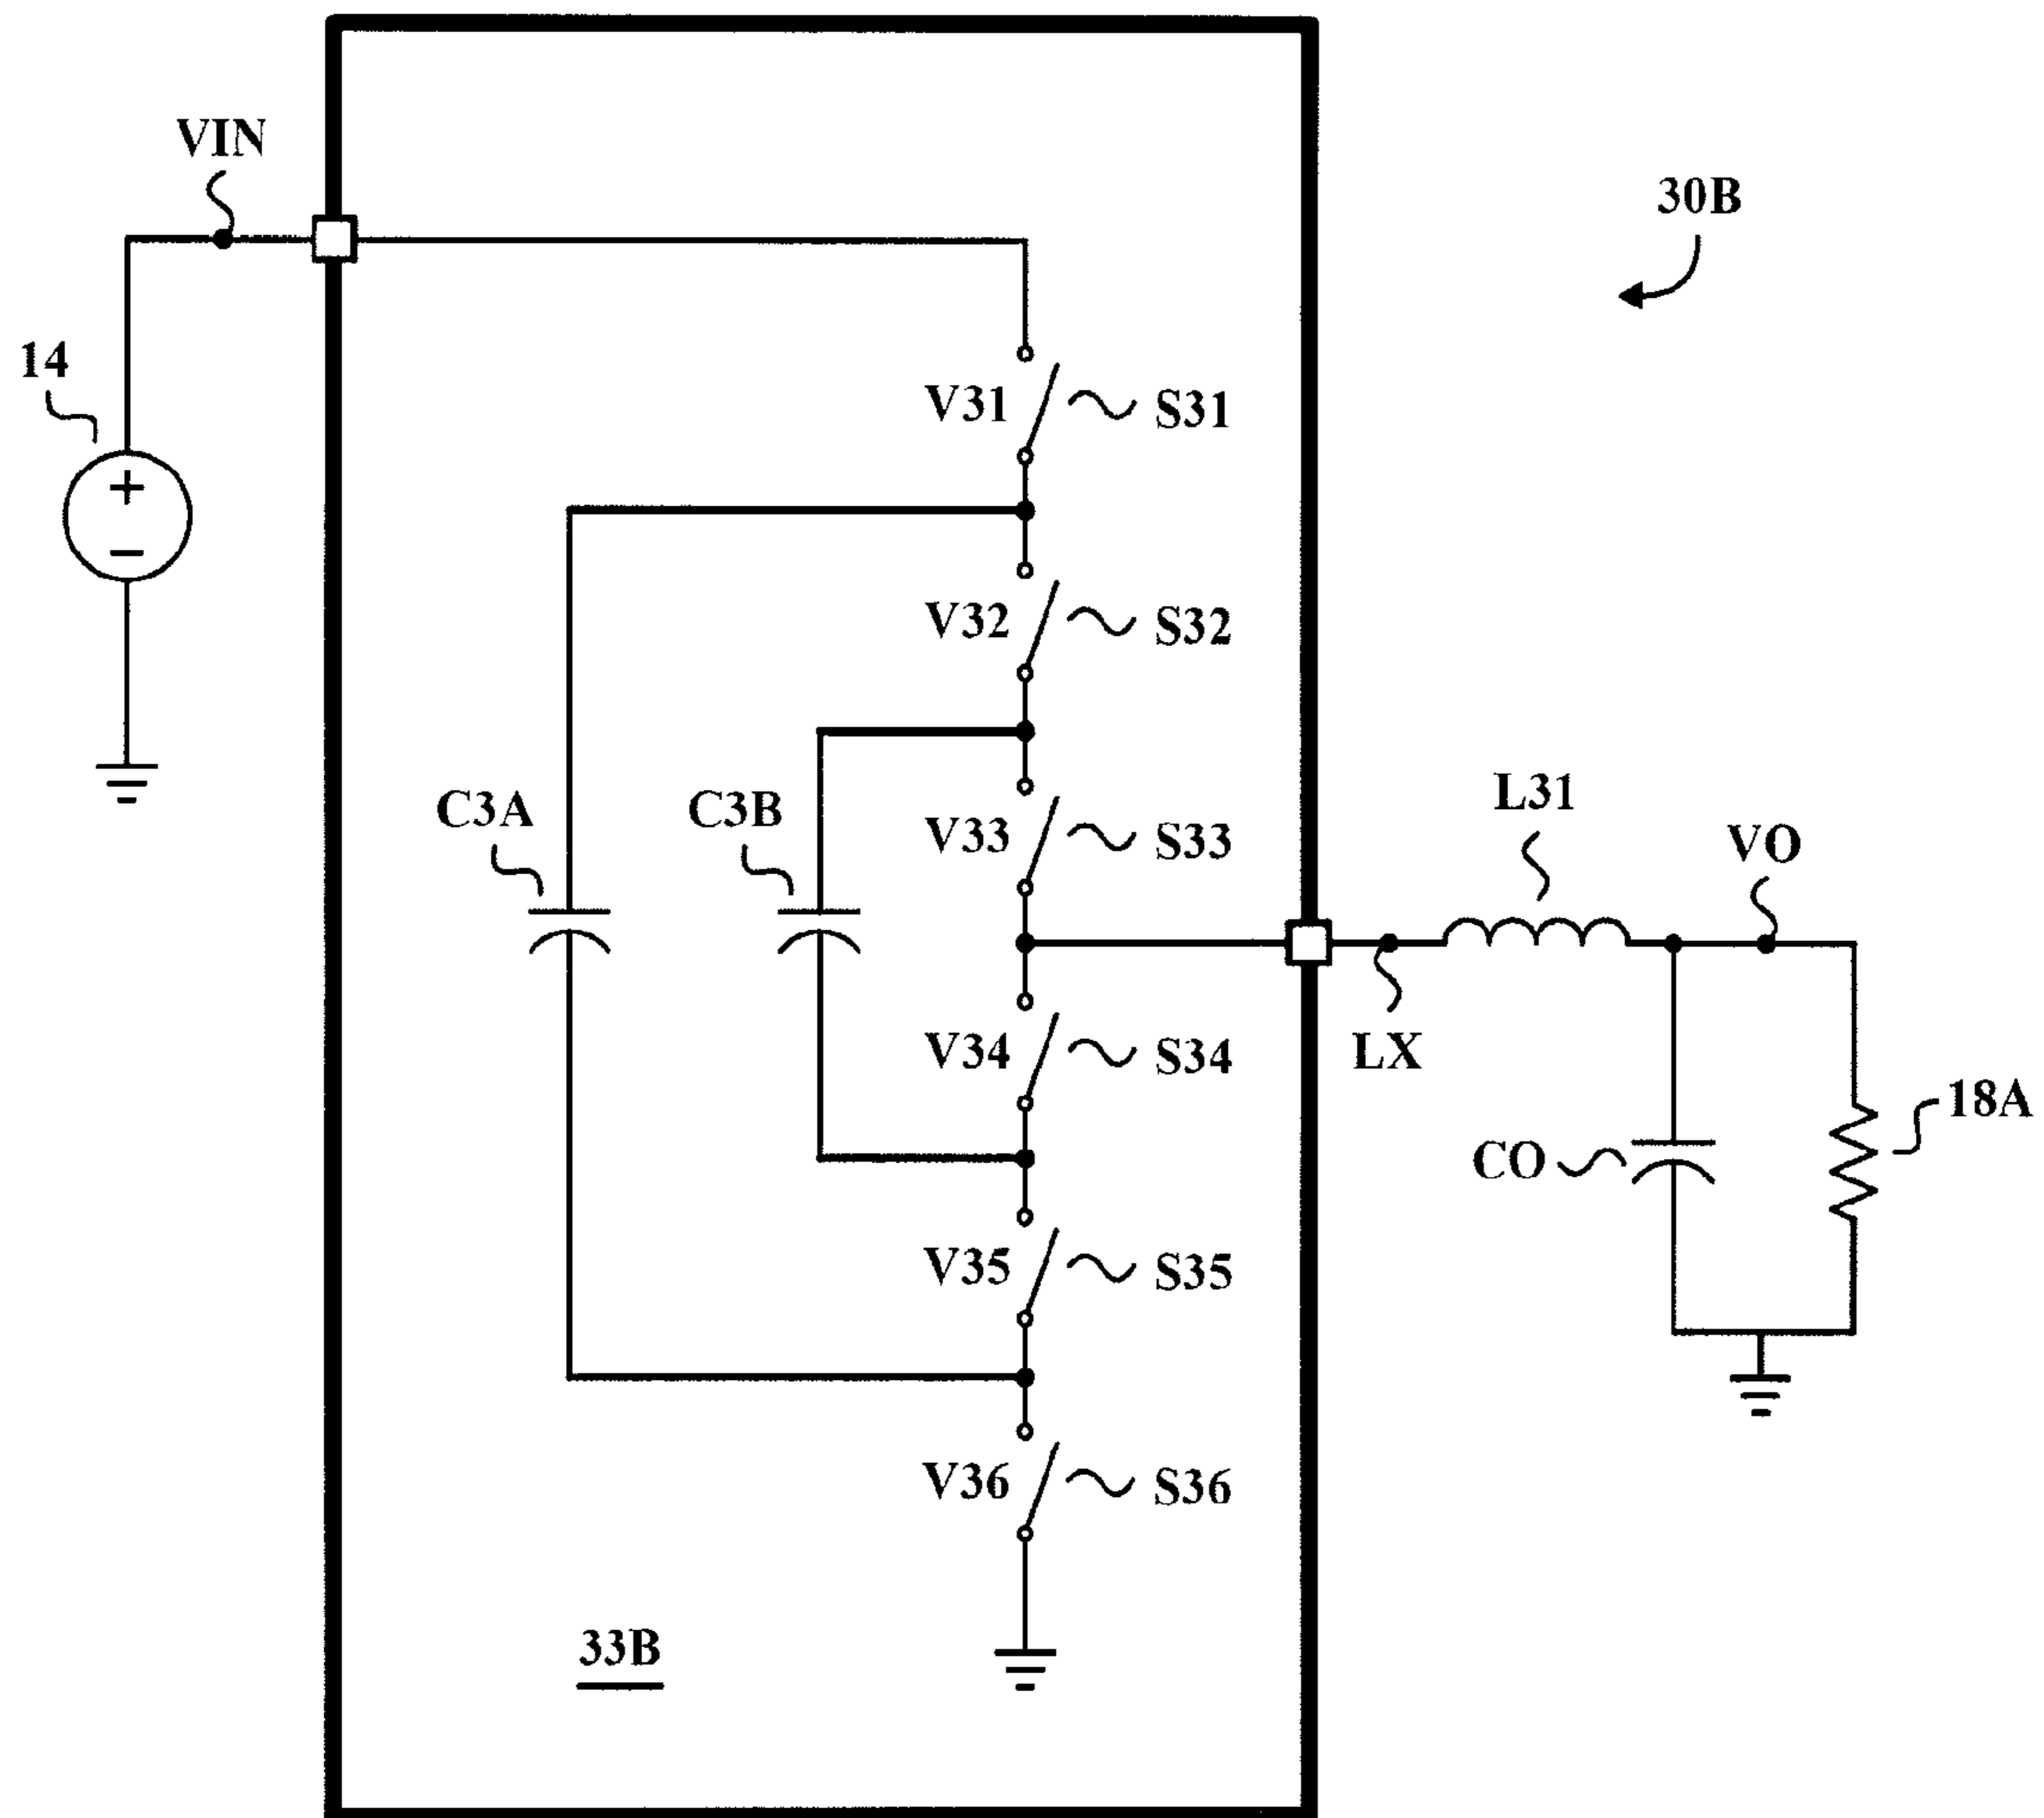 VIN
30B
14
+
−
V31 S31
V32 S32
C3A C3B V33 S33
L31
VO
V34 S34
LX
CO
18A
V35 S35
V36 S36
33B